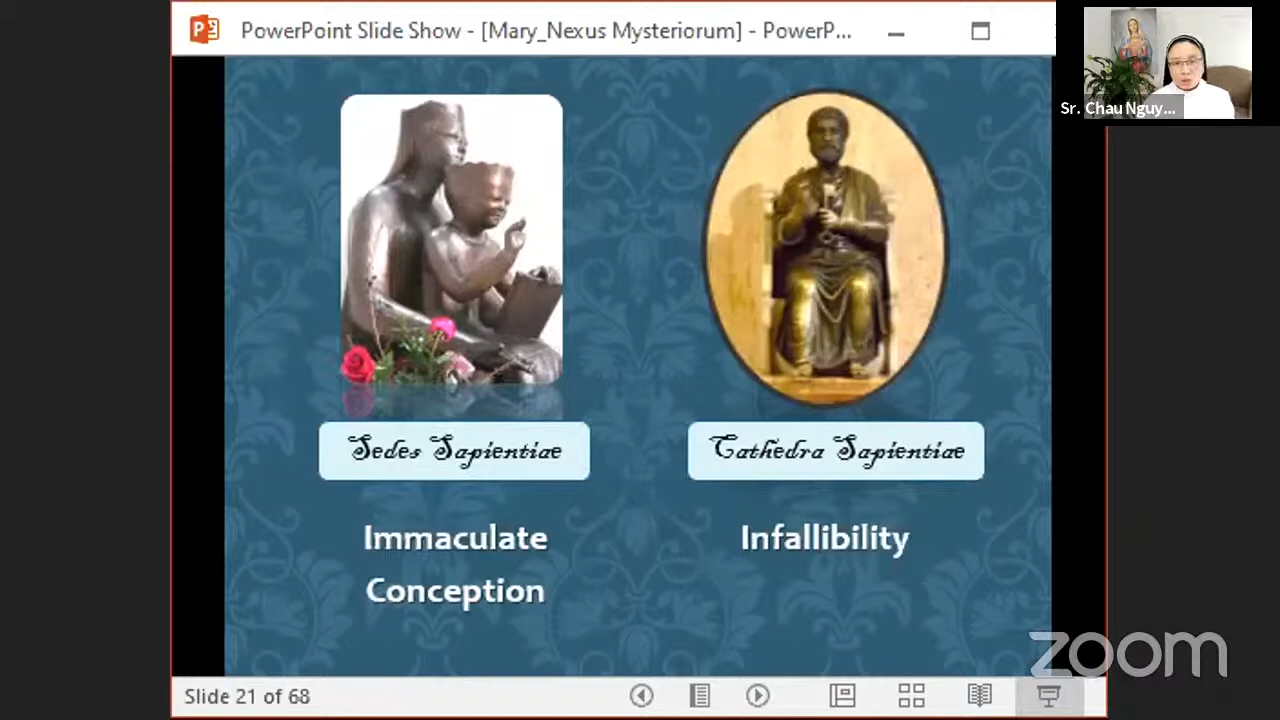 PowerPoint Slide Show - [Mary_Nexus Mysteriorum] - PowerP...
Sr. Chau Nguy...
Sedes Sapientiae
Cathedra Sapientiae
Immaculate
Conception
Infallibility
zoom
Slide 21 of 68